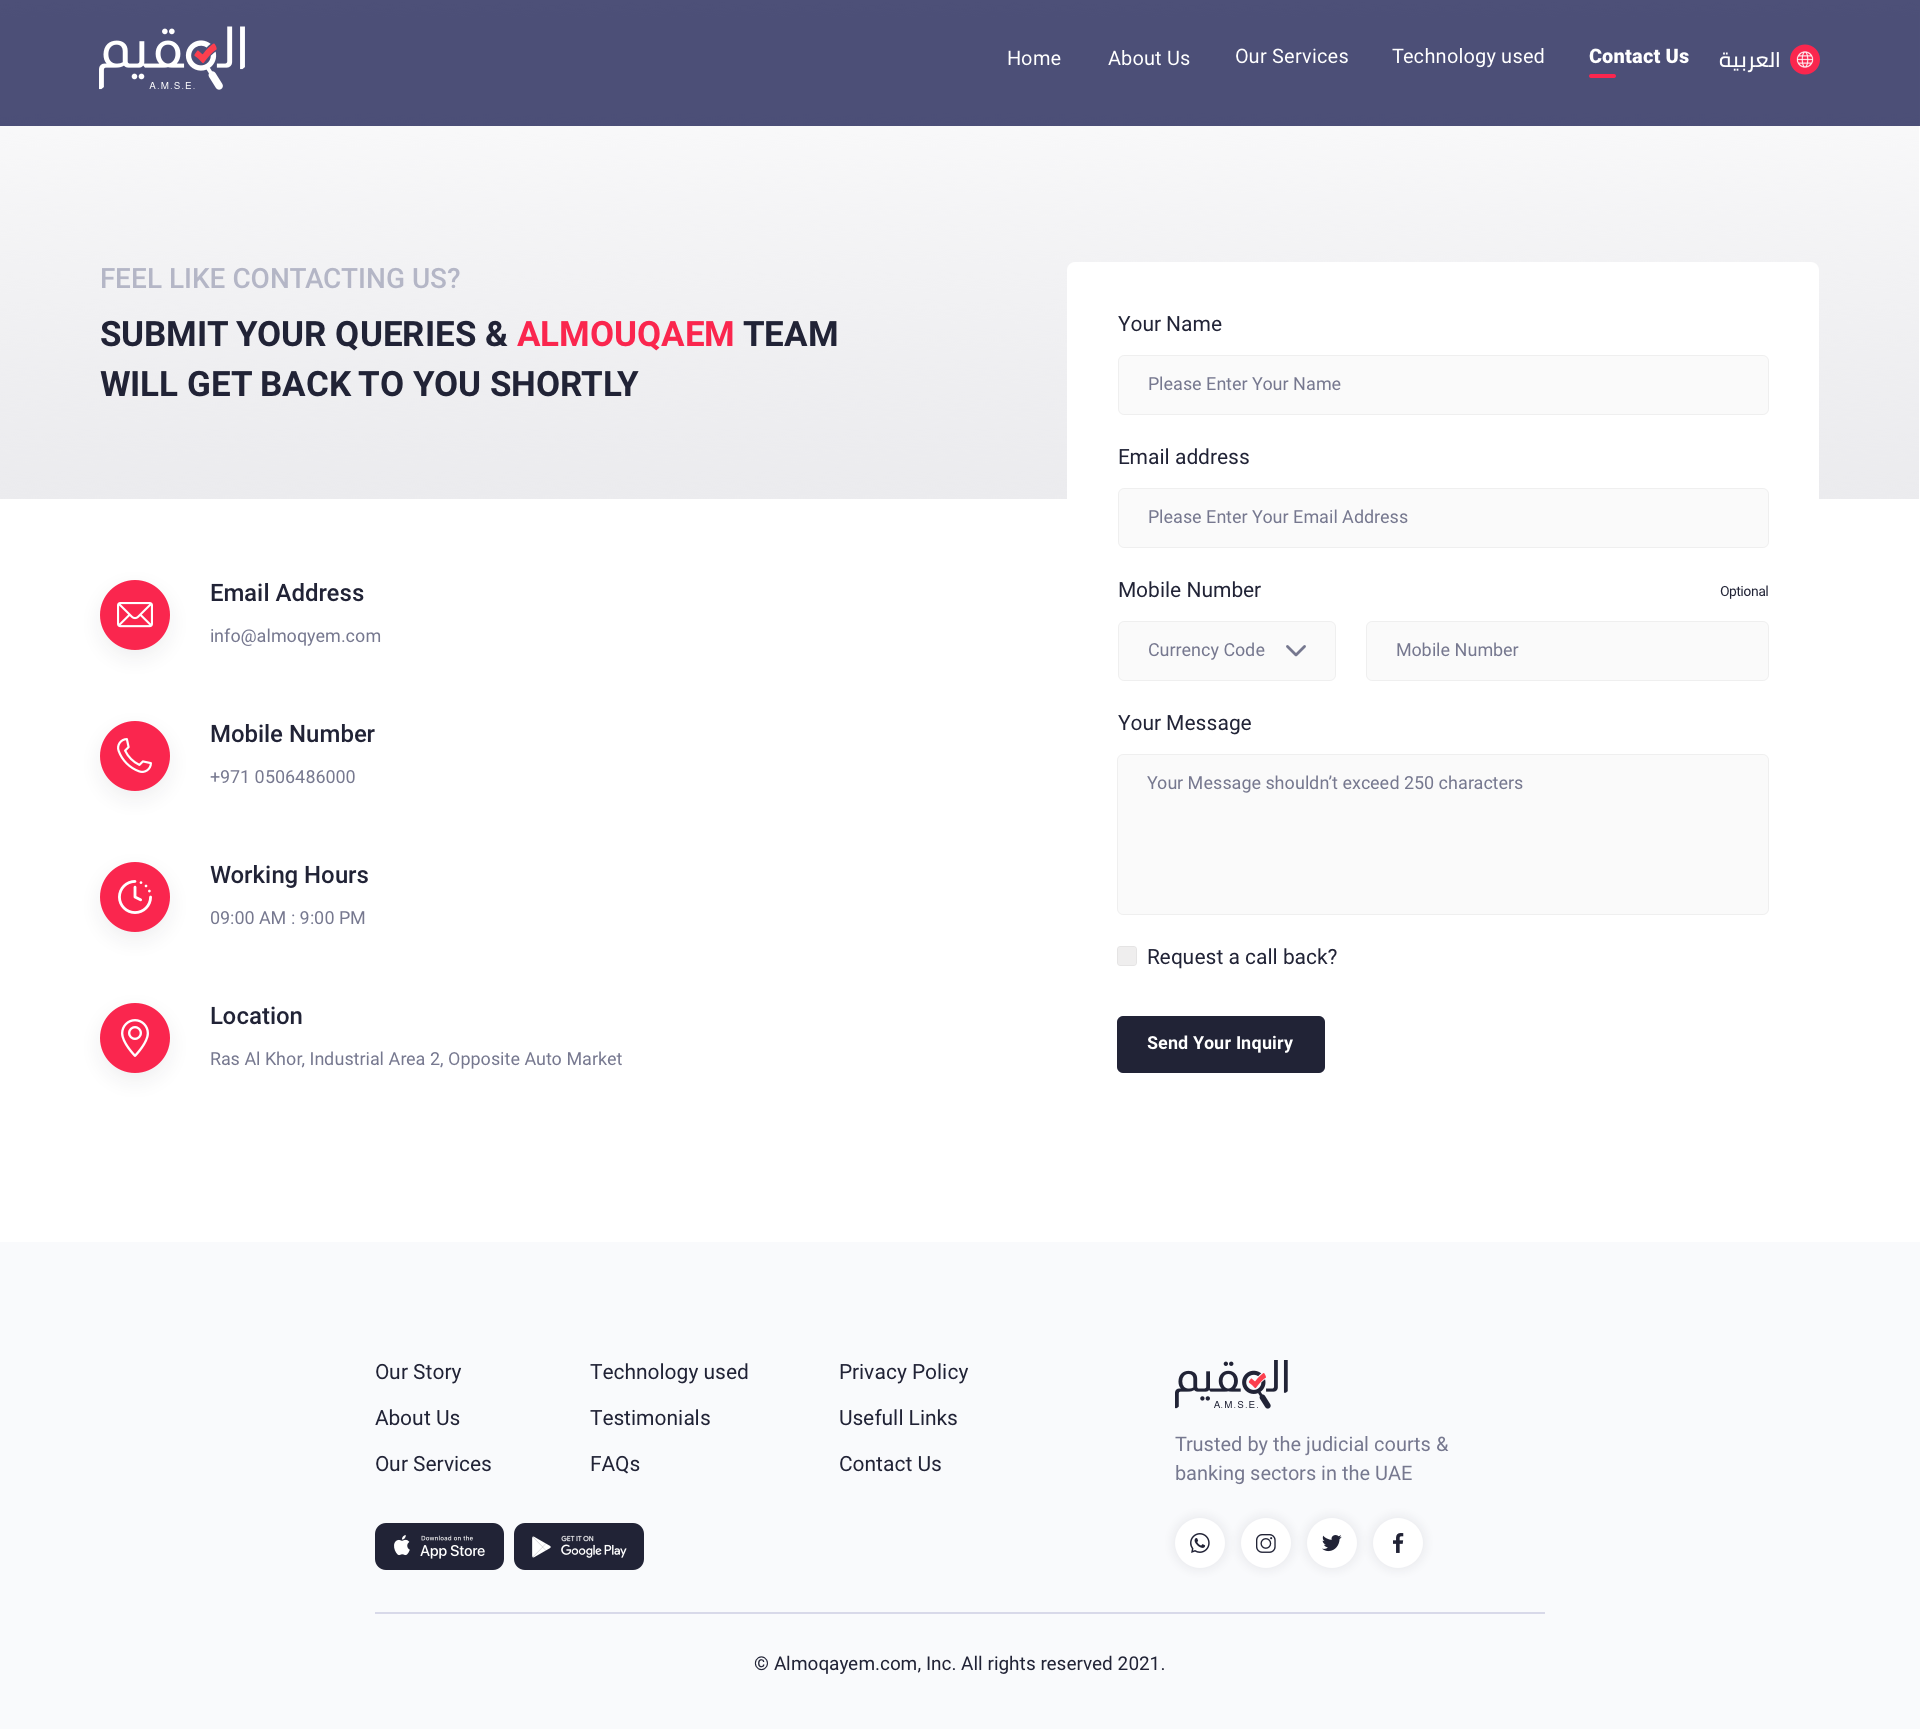 المقيم
A.M.S.E.
Home
About Us
Our Services
Technology used
Contact Us
العربية
FEEL LIKE CONTACTING US?
SUBMIT YOUR QUERIES & ALMOUQAEM TEAM
WILL GET BACK TO YOU SHORTLY
Email Address
info@almoqyem.com
Mobile Number
+971 0506486000
Working Hours
09:00 AM : 9:00 PM
Location
Ras Al Khor, Industrial Area 2, Opposite Auto Market
Your Name
Please Enter Your Name
Email address
Please Enter Your Email Address
Mobile Number
Optional
Currency Code
Mobile Number
Your Message
Your Message shouldn’t exceed 250 characters
Request a call back?
Send Your Inquiry
Our Story
About Us
Our Services
Technology used
Testimonials
FAQs
Privacy Policy
Usefull Links
Contact Us
Download on the
App Store
GET IT ON
Google Play
المقيم
A.M.S.E.
Trusted by the judicial courts &
banking sectors in the UAE
© Almoqayem.com, Inc. All rights reserved 2021.